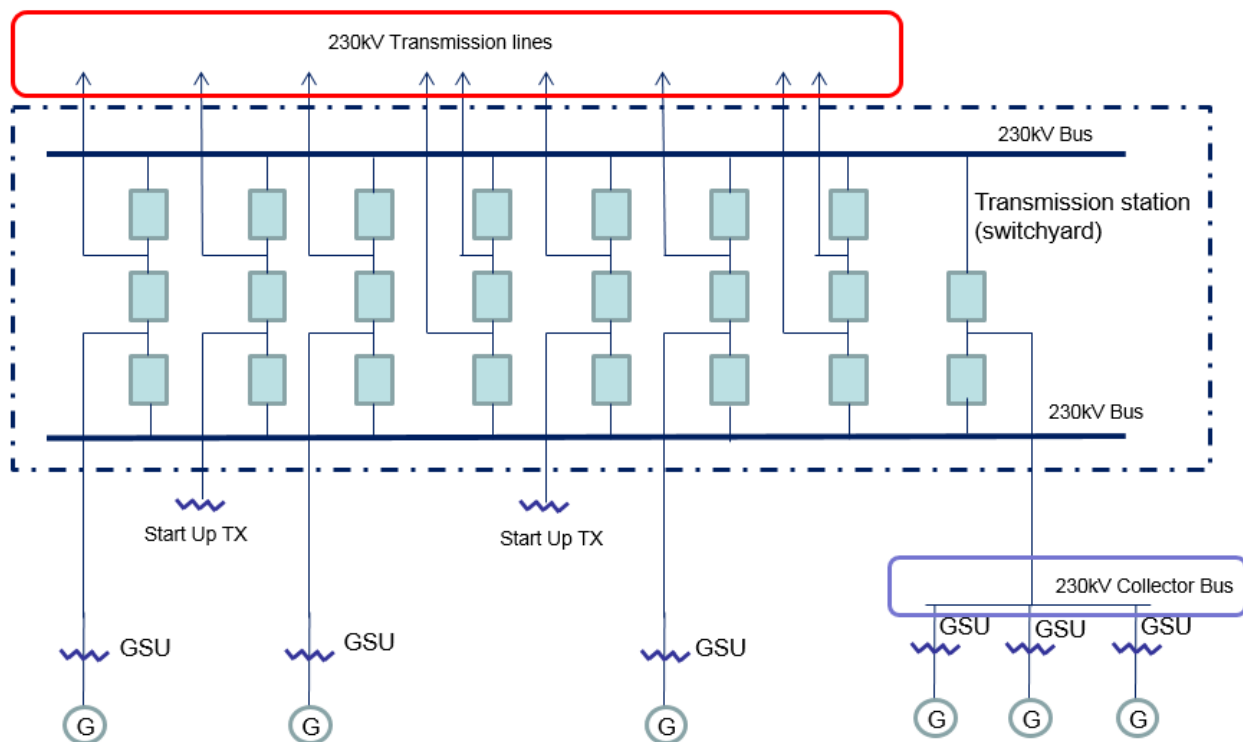 230kV Transmission lines
230kV Bus
Transmission station
(switchyard)
230kV Bus
Start Up TX
Start Up TX
230kV Collector Bus
GSU
GSU
GSU
GSU
GSU
GSU
G
G
G
G
G
G